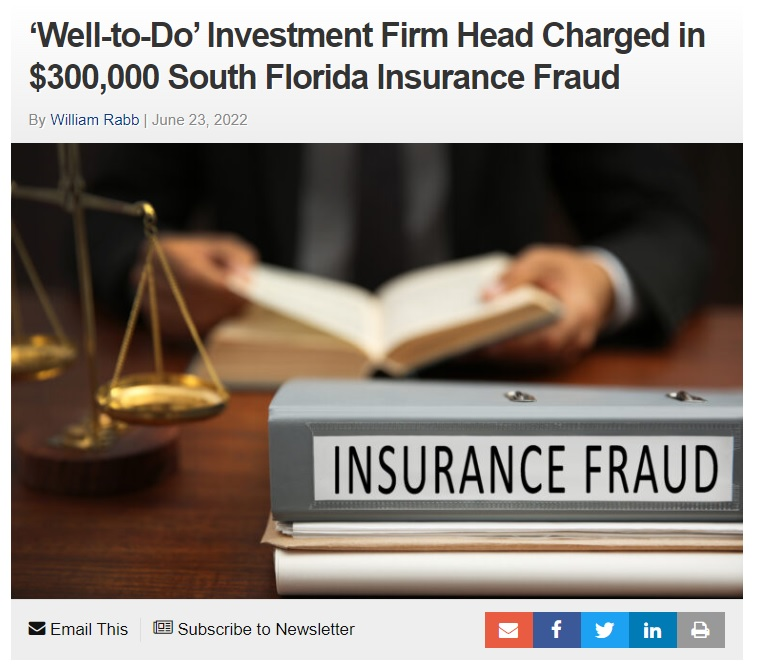 ‘Well-to-Do’ Investment Firm Head Charged in
$300,000 South Florida Insurance Fraud
By William Rabb | June 23, 2022
INSURANCE FRAUD
Email This Subscribe to Newsletter
f in